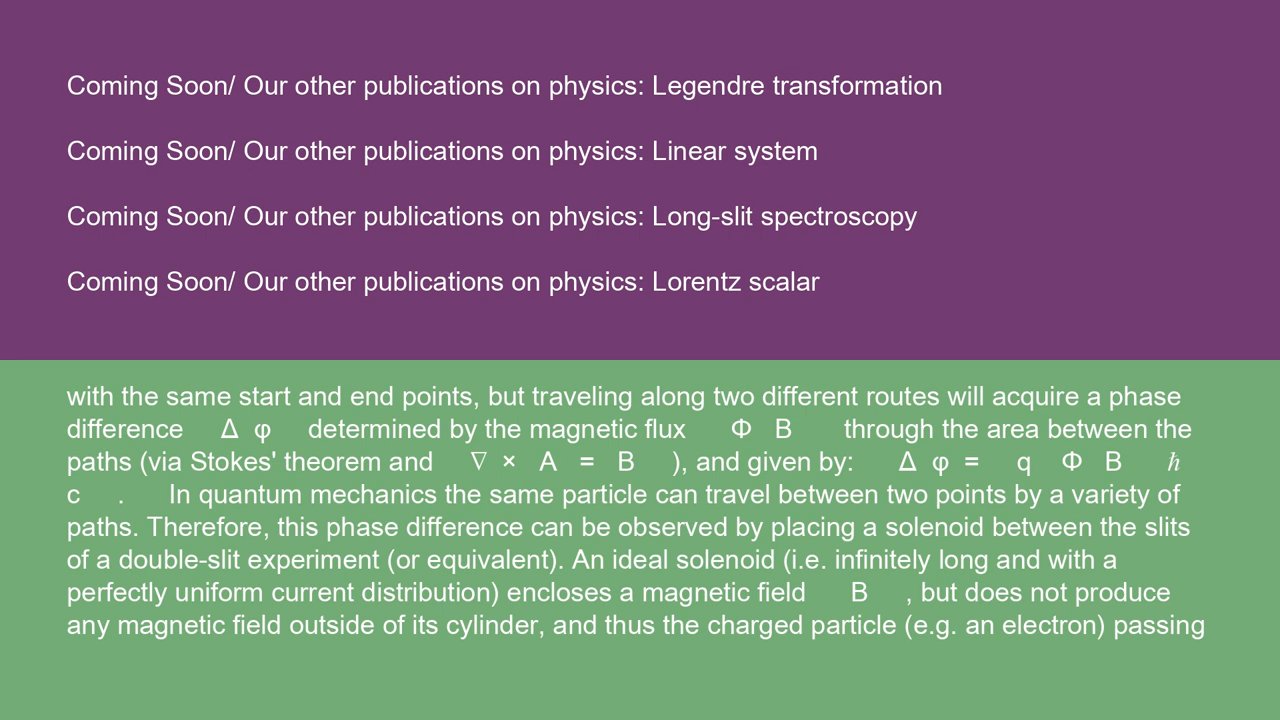 Coming Soon/ Our other publications on physics: Legendre transformation
Coming Soon/ Our other publications on physics: Linear system
Coming Soon/ Our other publications on physics: Long-slit spectroscopy
Coming Soon/ Our other publications on physics: Lorentz scalar
with the same start and end points, but traveling along two different routes will acquire a phase
difference Δ φ determined by the magnetic flux Φ B through the area between the
paths (via Stokes' theorem and ∇ × A = B ), and given by: Δ φ = q Φ B ℏ
c . In quantum mechanics the same particle can travel between two points by a variety of
paths. Therefore, this phase difference can be observed by placing a solenoid between the slits
of a double-slit experiment (or equivalent). An ideal solenoid (i.e. infinitely long and with a
perfectly uniform current distribution) encloses a magnetic field B , but does not produce
any magnetic field outside of its cylinder, and thus the charged particle (e.g. an electron) passing